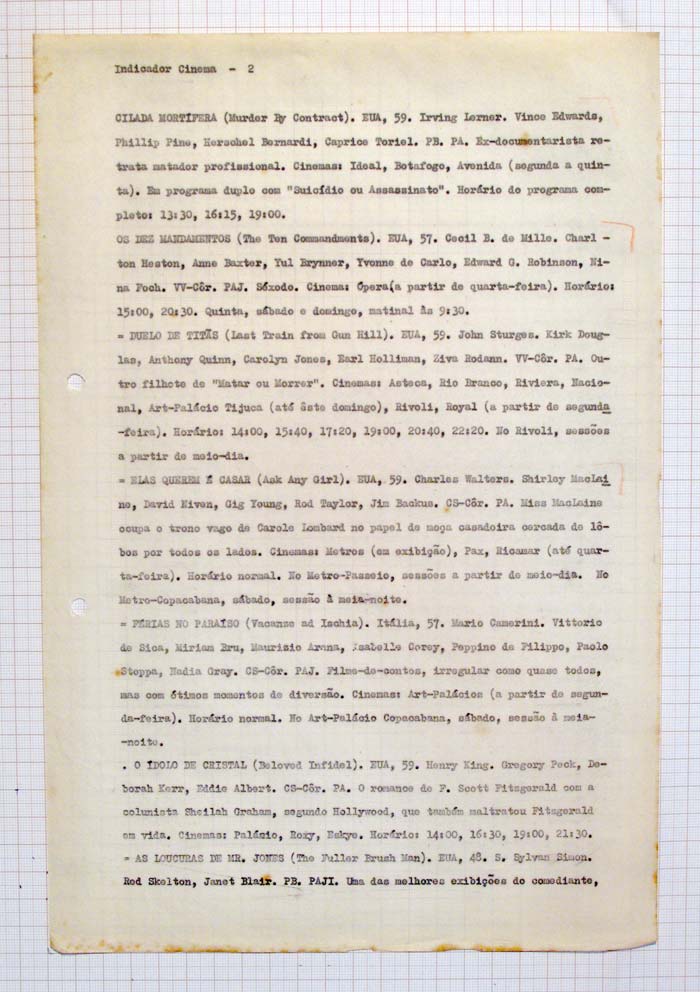 Indicador Cinema - 2
CILADA MORTÍFERA (Murder By Contract). EUA, 59. Irving Lerner. Vince Edwards,
Phillip Pine, Herschel Bernardi, Caprice Toriel. PB. PA. Ex-documentarista re-
trata matador profissional. Cinemas: Ideal, Botafogo, Avenida (segunda a quin-
ta). Em programa duplo com "Suicídio ou Assassinato". Horário do programa com-
pleto: 13:30, 16:15, 19:00.
OS DEZ MANDAMENTOS (The Ten Commandments). EUA, 57. Cecil B. de Mille. Charl -
ton Heston, Anne Baxter, Yul Brynner, Yvonne de Carlo, Edward G. Robinson, Ni-
na Foch. VV-Côr. PAJ. Séxodo. Cinema: Ópera(a partir de quarta-feira). Horário:
15:00, 20:30. Quinta, sábado e domingo, matinal às 9:30.
= DUELO DE TITÃS (Last Train from Gun Hill). EUA, 59. John Sturges. Kirk Doug-
las, Anthony Quinn, Carolyn Jones, Earl Holliman, Ziva Rodann. VV-Côr. PA. Ou-
tro filhote de "Matar ou Morrer". Cinemas: Asteca, Rio Branco, Riviera, Nacio-
nal, Art-Palácio Tijuca (até êste domingo), Rivoli, Royal (a partir de segunda
-feira). Horário: 14:00, 15:40, 17:20, 19:00, 20:40, 22:20. No Rivoli, sessões
a partir de meio-dia.
= ELAS QUEREM É CASAR (Ask Any Girl). EUA, 59. Charles Walters. Shirley MacLai
ne, David Niven, Gig Young, Rod Taylor, Jim Backus. CS-Côr. PA. Miss MacLaine
ocupa o trono vago de Carole Lombard no papel de moça casadoira cercada de lô-
bos por todos os lados. Cinemas: Metros (em exibição), Pax, Ricamar (até quar-
ta-feira). Horário normal. No Metro-Passeio, sessões a partir de meio-dia. No
Metro-Copacabana, sábado, sessão à meia-noite.
= FÉRIAS NO PARAÍSO (Vacanze ad Ischia). Itália, 57. Mario Camerini. Vittorio
de Sica, Miriam Bru, Maurizio Arena, Isabelle Corey, Peppino de Filippo, Paolo
Stoppa, Nadia Gray. CS-Côr. PAJ. Filme-de-contos, irregular como quase todos,
mas com ótimos momentos de diversão. Cinemas: Art-Palácios (a partir de segun-
da-feira). Horário normal. No Art-Palácio Copacabana, sábado, sessão à meia-
-noite.
. O ÍDOLO DE CRISTAL (Beloved Infidel). EUA, 59. Henry King. Gregory Peck, De-
borah Kerr, Eddie Albert. CS-Côr. PA. O romance de F. Scott Fitzgerald com a
colunista Sheilah Graham, segundo Hollywood, que também maltratou Fitzgerald
em vida. Cinemas: Palácio, Roxy, Eskye. Horário: 14:00, 16:30, 19:00, 21:30.
= AS LOUCURAS DE MR. JONES (The Fuller Brush Man). EUA, 48. S. Sylvan Simon.
Red Skelton, Janet Blair. PB. PAJI. Uma das melhores exibições do comediante,